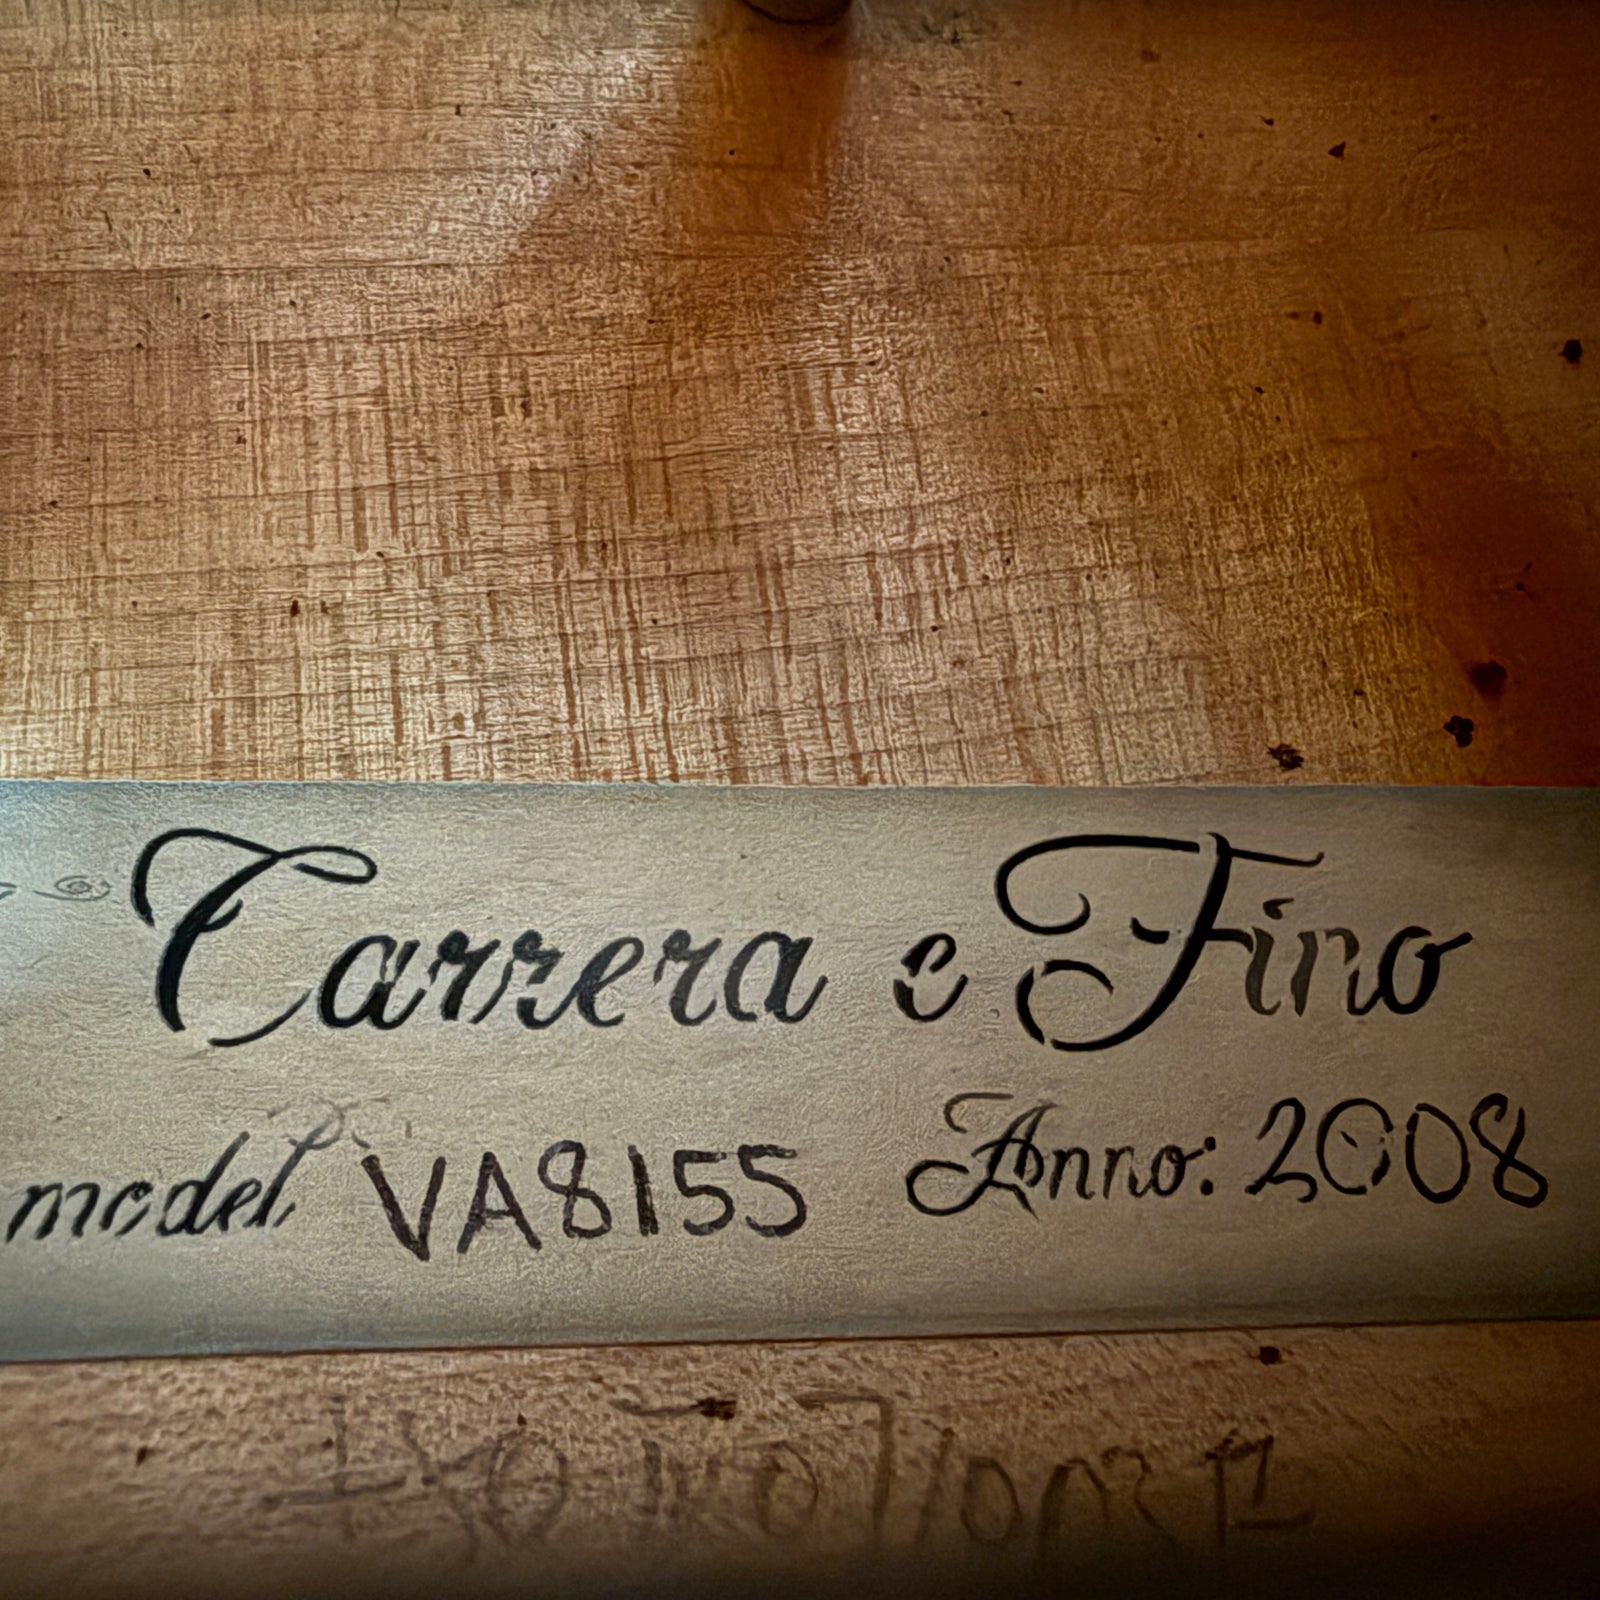 Carrera e Fino
model VA8155 Anno: 2008